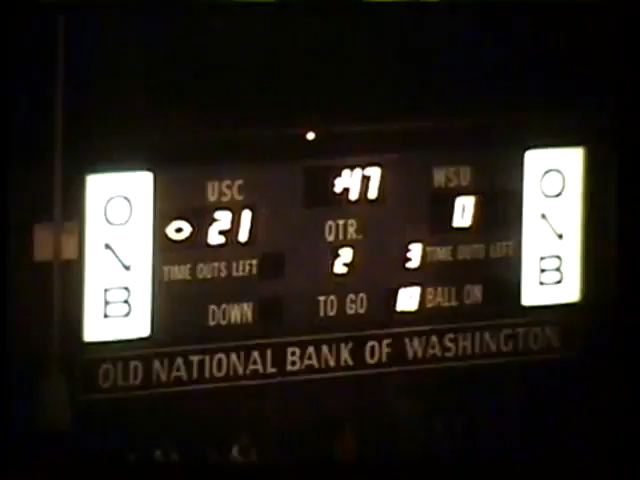 USC
:47
WSU
21
QTR.
0
TIME OUTS LEFT
2
3 TIME OUTS LEFT
DOWN
TO GO
BALL ON
OLD NATIONAL BANK OF WASHINGTON
O
N
B
O
N
B